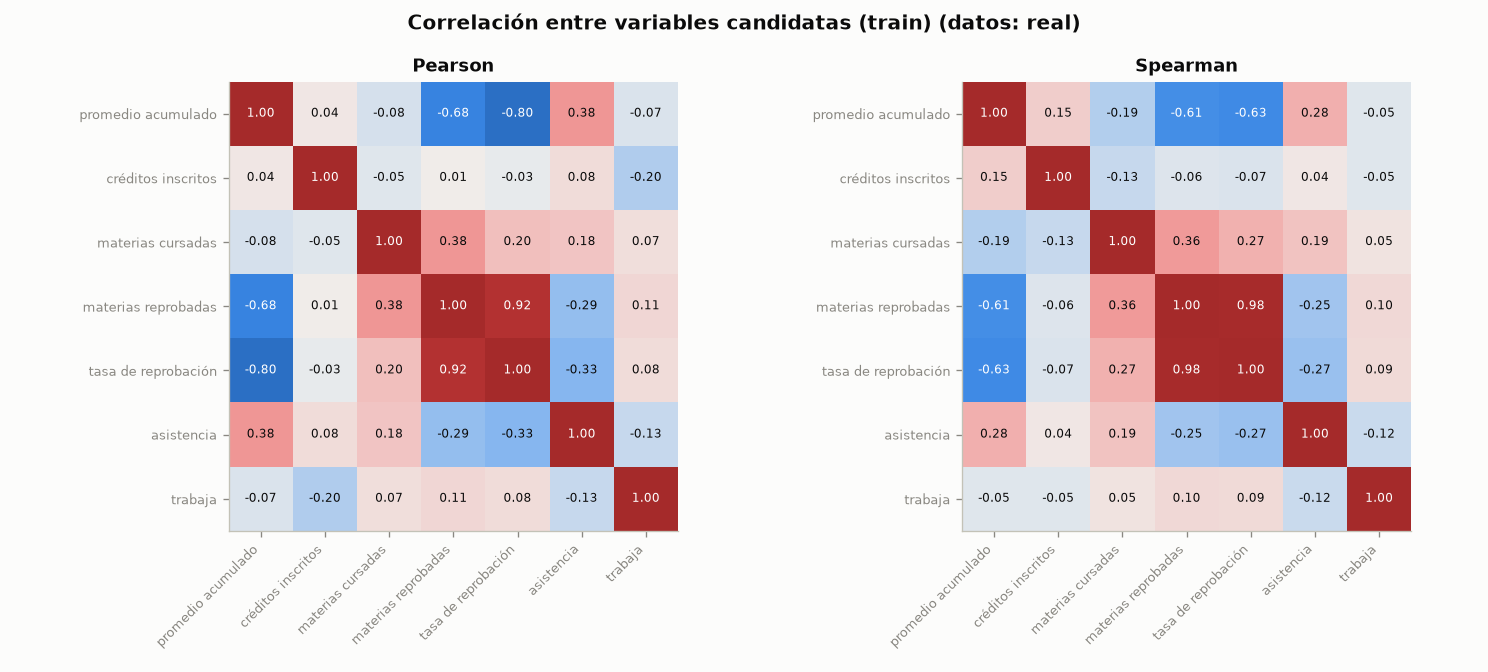 Correlación entre variables candidatas (train) (datos: real)
Pearson
promedio acumulado 1.00 0.04 -0.08 -0.68 -0.80 0.38 -0.07
créditos inscritos 0.04 1.00 -0.05 0.01 -0.03 0.08 -0.20
materias cursadas -0.08 -0.05 1.00 0.38 0.20 0.18 0.07
materias reprobadas -0.68 0.01 0.38 1.00 0.92 -0.29 0.11
tasa de reprobación -0.80 -0.03 0.20 0.92 1.00 -0.33 0.08
asistencia 0.38 0.08 0.18 -0.29 -0.33 1.00 -0.13
trabaja -0.07 -0.20 0.07 0.11 0.08 -0.13 1.00
promedio acumulado
créditos inscritos
materias cursadas
materias reprobadas
tasa de reprobación
asistencia
trabaja
Spearman
promedio acumulado 1.00 0.15 -0.19 -0.61 -0.63 0.28 -0.05
créditos inscritos 0.15 1.00 -0.13 -0.06 -0.07 0.04 -0.05
materias cursadas -0.19 -0.13 1.00 0.36 0.27 0.19 0.05
materias reprobadas -0.61 -0.06 0.36 1.00 0.98 -0.25 0.10
tasa de reprobación -0.63 -0.07 0.27 0.98 1.00 -0.27 0.09
asistencia 0.28 0.04 0.19 -0.25 -0.27 1.00 -0.12
trabaja -0.05 -0.05 0.05 0.10 0.09 -0.12 1.00
promedio acumulado
créditos inscritos
materias cursadas
materias reprobadas
tasa de reprobación
asistencia
trabaja